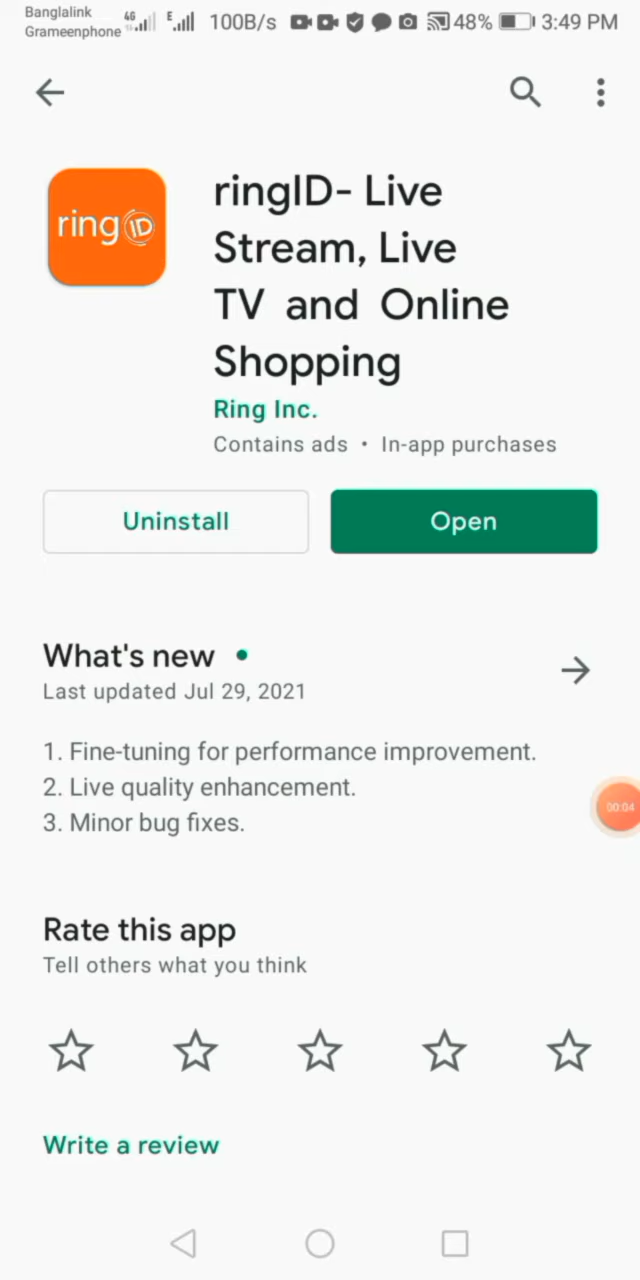 Banglalink
Grameenphone 4G E 100B/s 48% 3:49 PM
ringID
ringID- Live
Stream, Live
TV and Online
Shopping
Ring Inc.
Contains ads • In-app purchases
Uninstall
Open
What's new •
Last updated Jul 29, 2021
1. Fine-tuning for performance improvement.
2. Live quality enhancement.
3. Minor bug fixes.
00:04
Rate this app
Tell others what you think
Write a review